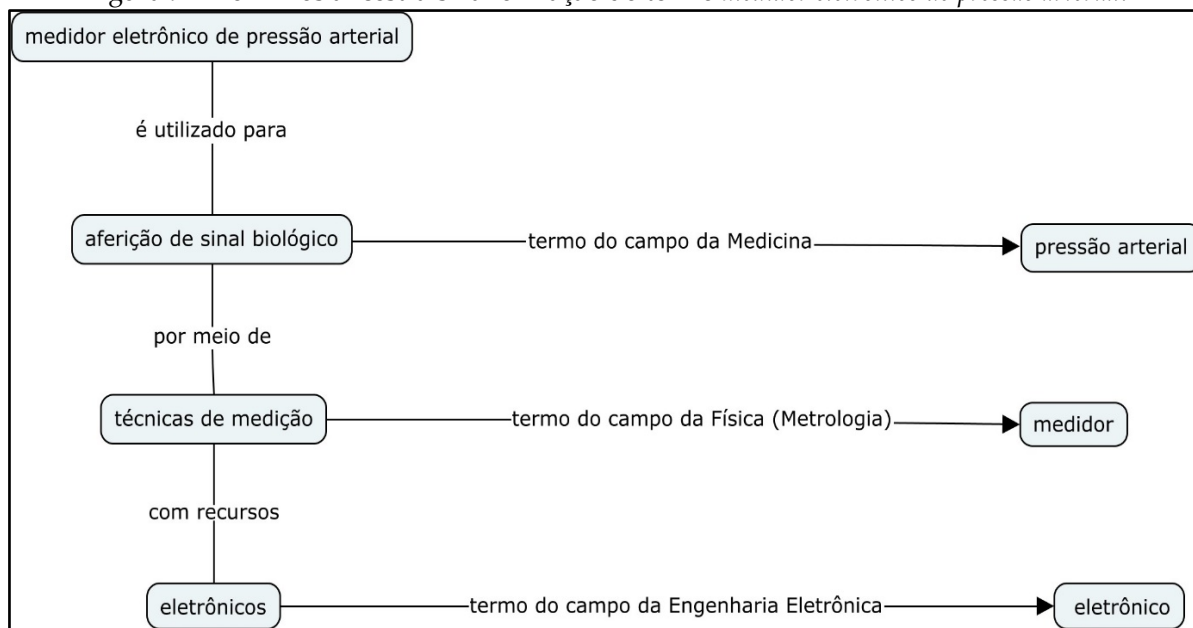 medidor eletrônico de pressão arterial
é utilizado para
aferição de sinal biológico
termo do campo da Medicina
pressão arterial
por meio de
técnicas de medição
termo do campo da Física (Metrologia)
medidor
com recursos
eletrônicos
termo do campo da Engenharia Eletrônica
eletrônico